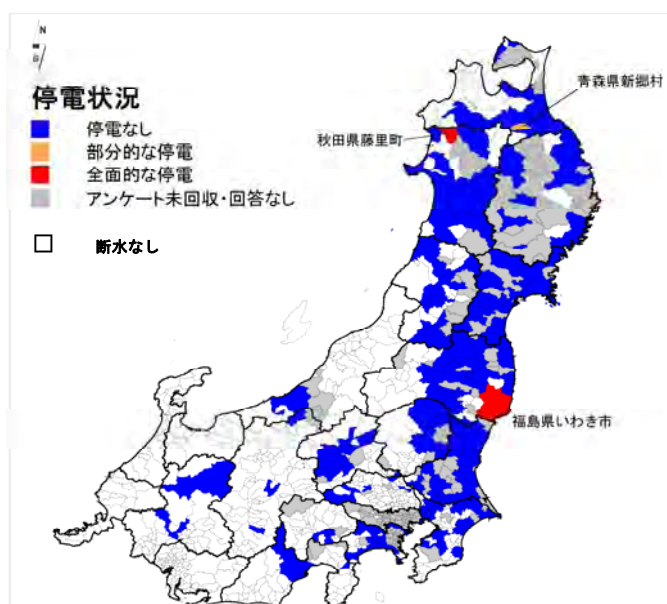 N
S
停電状況
停電なし
部分的な停電
全面的な停電
アンケート未回収・回答なし
断水なし
青森県新郷村
秋田県藤里町
福島県いわき市